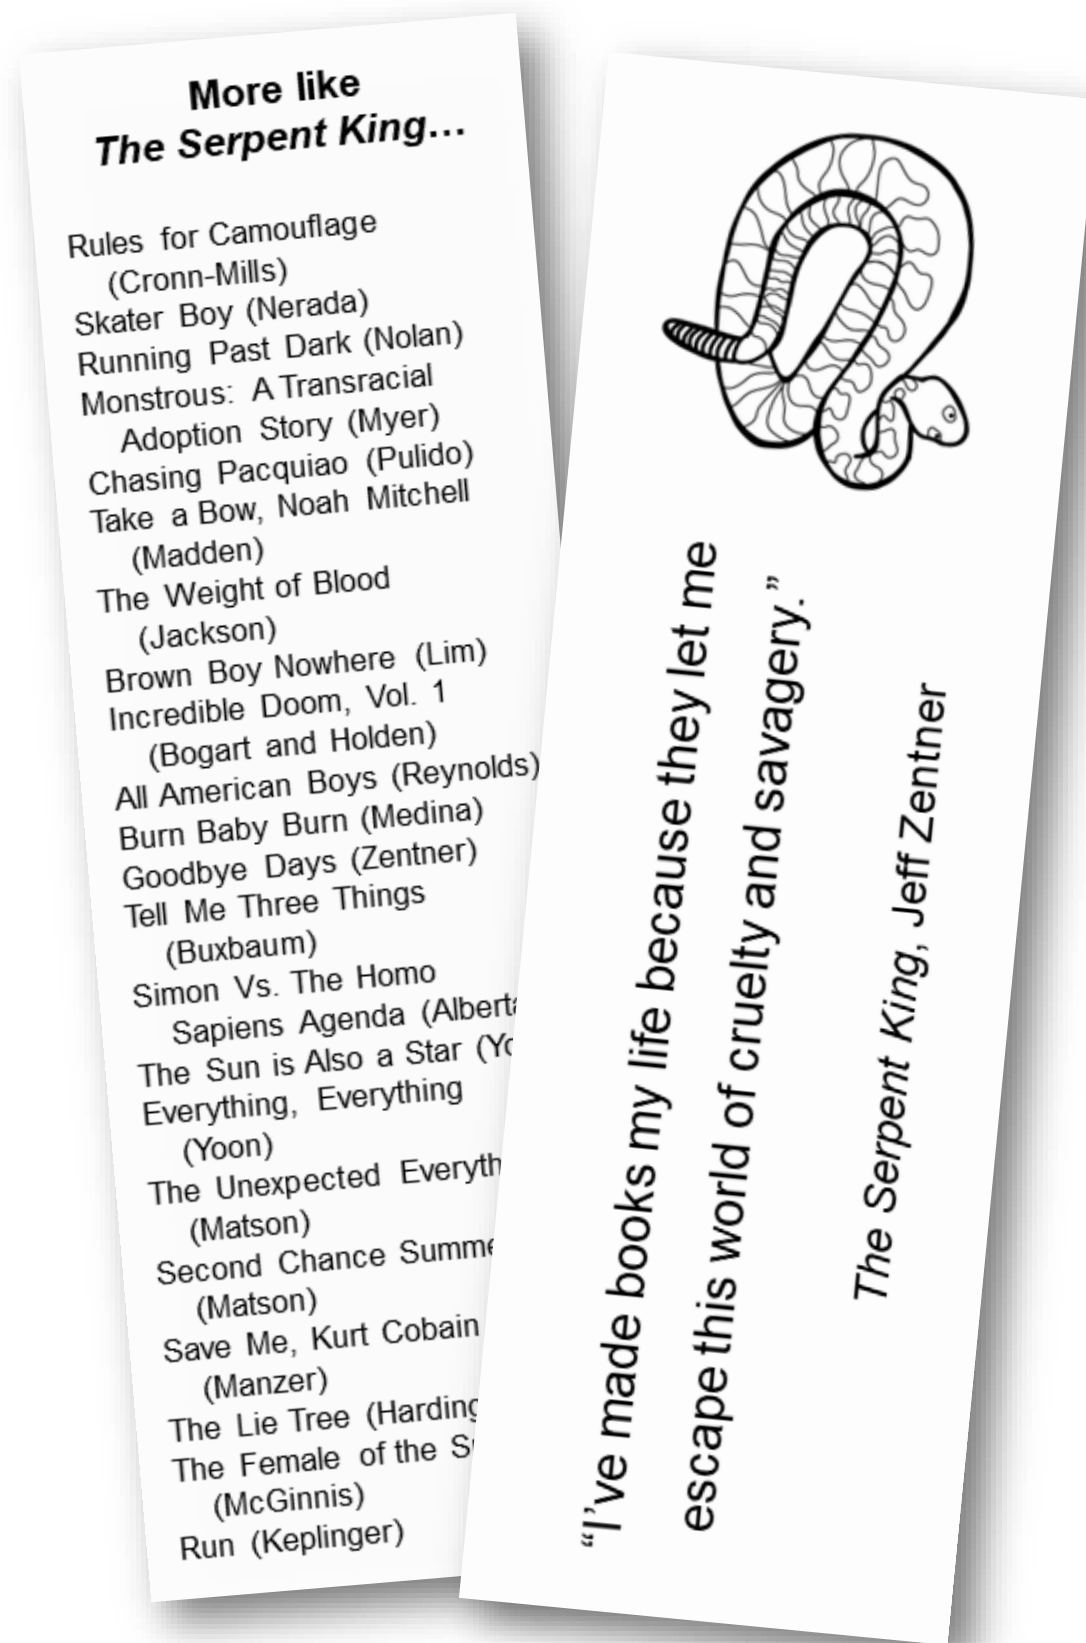 More like
The Serpent King…
Rules for Camouflage
(Cronn-Mills)
Skater Boy (Nerada)
Running Past Dark (Nolan)
Monstrous: A Transracial
Adoption Story (Myer)
Chasing Pacquiao (Pulido)
Take a Bow, Noah Mitchell
(Madden)
The Weight of Blood
(Jackson)
Brown Boy Nowhere (Lim)
Incredible Doom, Vol. 1
(Bogart and Holden)
All American Boys (Reynolds)
Burn Baby Burn (Medina)
Goodbye Days (Zentner)
Tell Me Three Things
(Buxbaum)
Simon Vs. The Homo
Sapiens Agenda
The Sun is Also a Star
Everything, Everything
(Yoon)
The Unexpected
(Matson)
Second Chance
(Matson)
Save Me, Kurt Cobain
(Manzer)
The Lie Tree
The Female of the
(McGinnis)
Run (Keplinger)
“I’ve made books my life because they let me
escape this world of cruelty and savagery.”
The Serpent King, Jeff Zentner